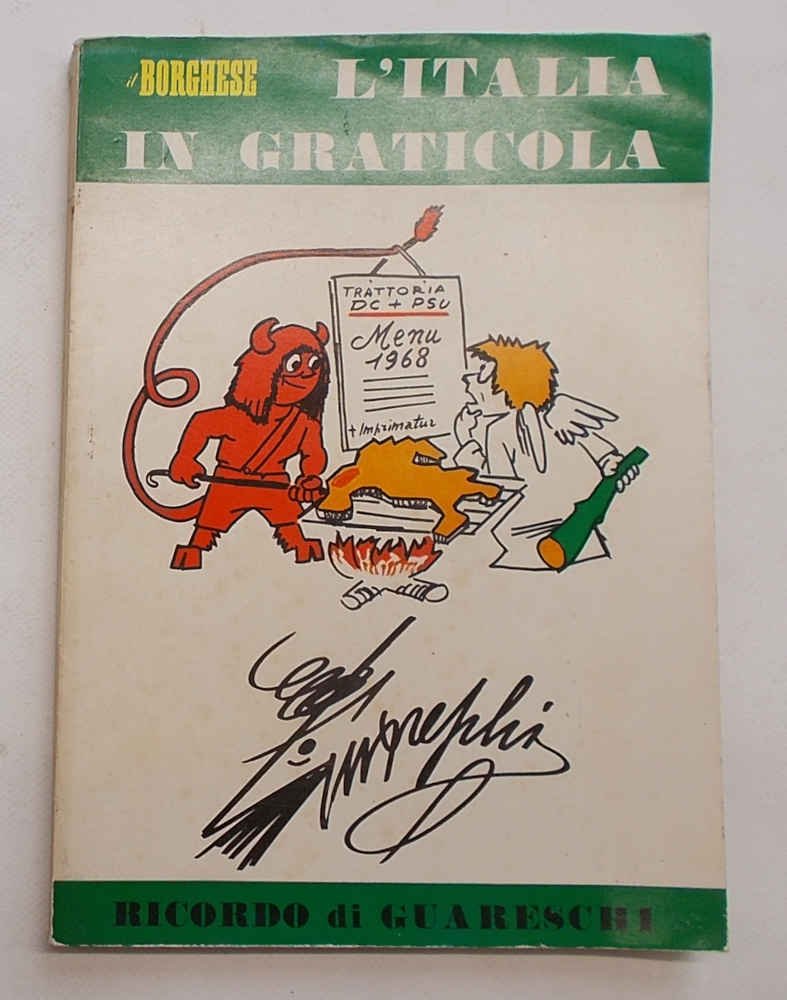 il BORGHESE L'ITALIA
IN GRATICOLA
TRATTORIA
DC + PSU
Menu
1968
+ Imprimatur
RICORDO di GUARESCHI